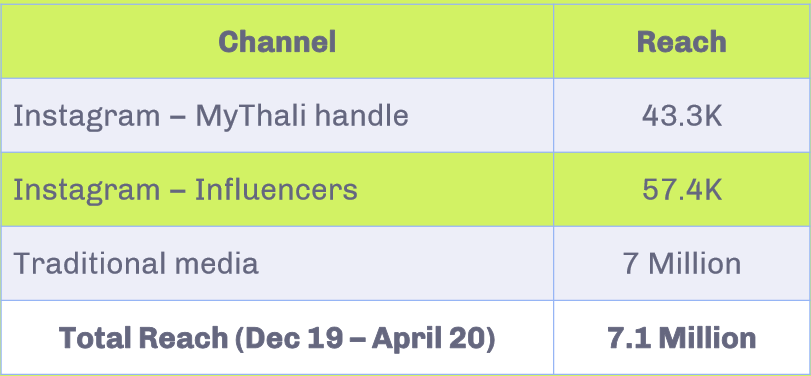 Channel Reach
Instagram – MyThali handle 43.3K
Instagram – Influencers 57.4K
Traditional media 7 Million
Total Reach (Dec 19 – April 20) 7.1 Million